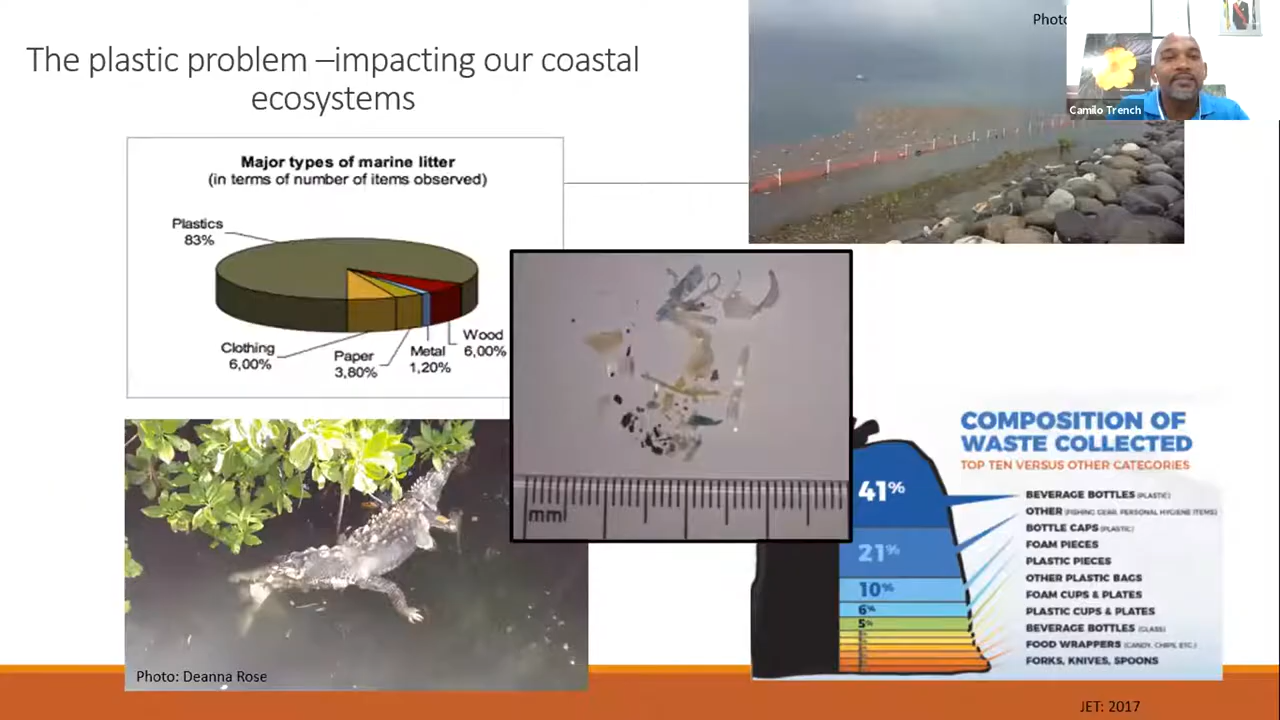 The plastic problem –impacting our coastal
ecosystems
Photo
Camilo Trench
Major types of marine litter
(in terms of number of items observed)
Plastics
83%
Clothing
6,00%
Paper
3,80%
Metal
1,20%
Wood
6,00%
mm
Photo: Deanna Rose
COMPOSITION OF
WASTE COLLECTED
TOP TEN VERSUS OTHER CATEGORIES
41%
21%
10%
6%
5%
BEVERAGE BOTTLES (PLASTIC)
OTHER (FISHING GEAR, PERSONAL HYGIENE ITEMS)
BOTTLE CAPS (PLASTIC)
FOAM PIECES
PLASTIC PIECES
OTHER PLASTIC BAGS
FOAM CUPS & PLATES
PLASTIC CUPS & PLATES
BEVERAGE BOTTLES (GLASS)
FOOD WRAPPERS (CANDY, CHIPS, ETC.)
FORKS, KNIVES, SPOONS
JET: 2017